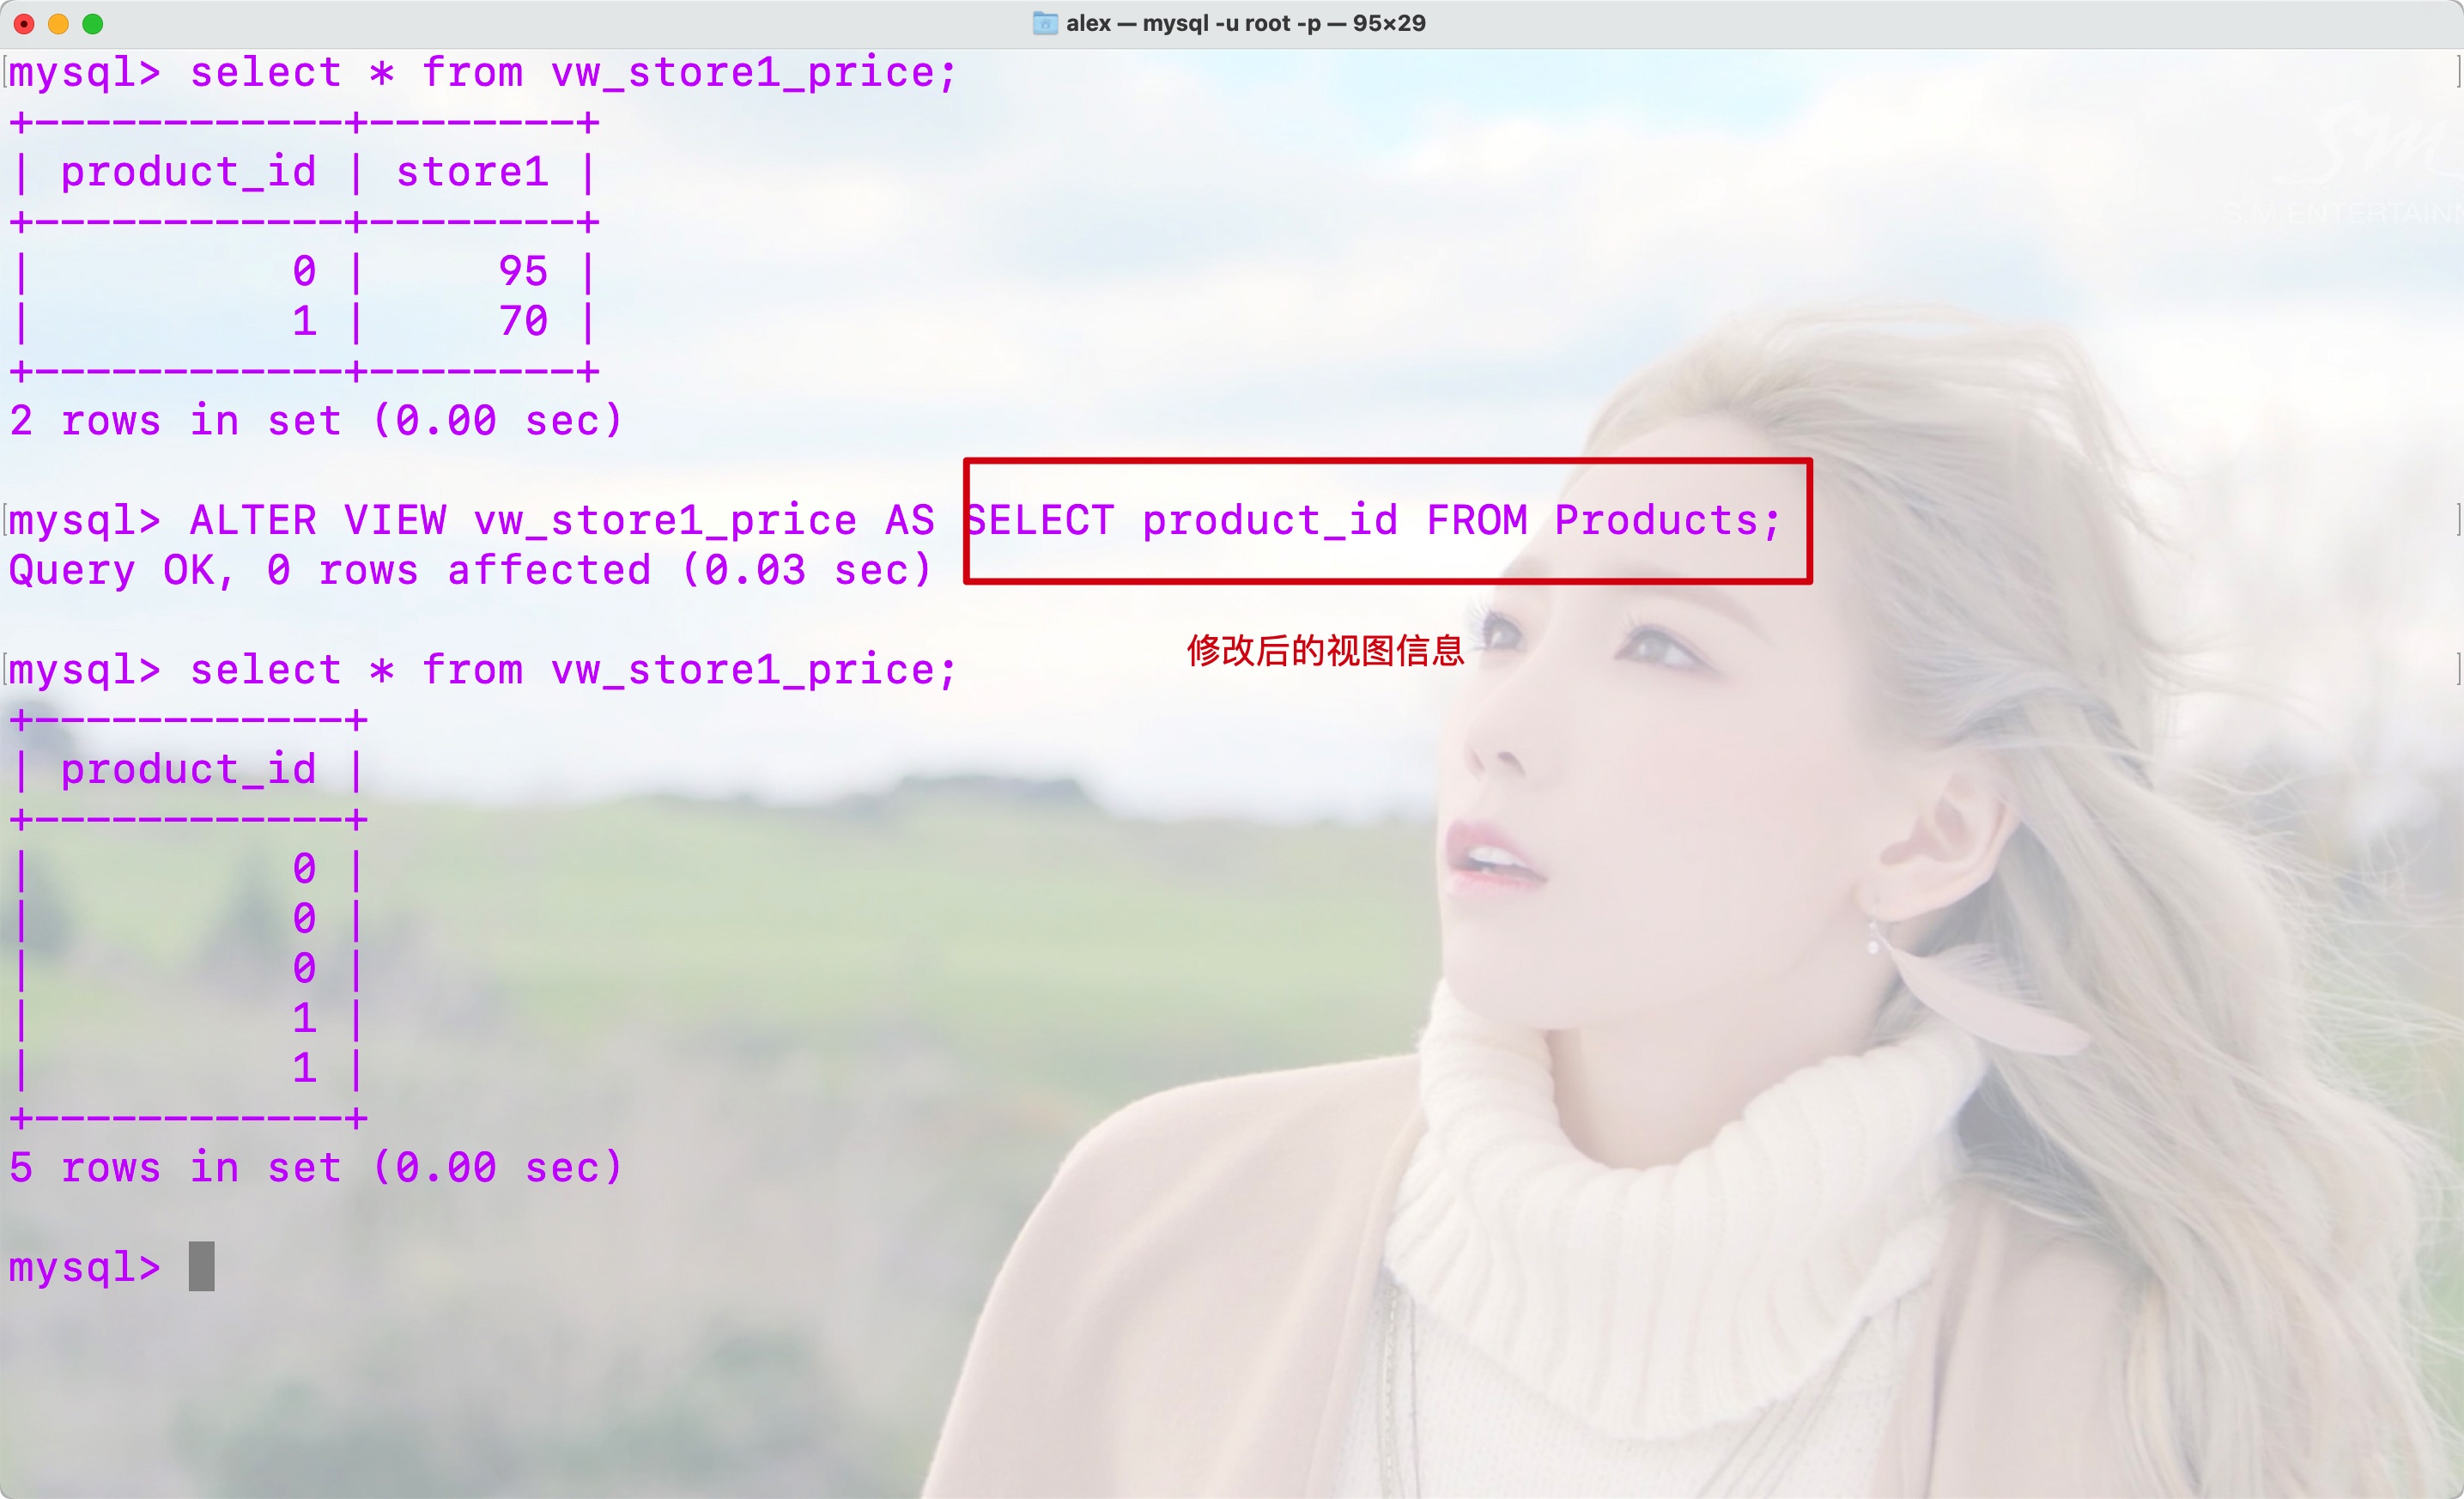 alex — mysql -u root -p — 95×29
mysql> select * from vw_store1_price;
+------------+--------+
| product_id | store1 |
+------------+--------+
|          0 |     95 |
|          1 |     70 |
+------------+--------+
2 rows in set (0.00 sec)
mysql> ALTER VIEW vw_store1_price AS SELECT product_id FROM Products;
Query OK, 0 rows affected (0.03 sec)
修改后的视图信息
mysql> select * from vw_store1_price;
+------------+
| product_id |
+------------+
|          0 |
|          0 |
|          0 |
|          1 |
|          1 |
+------------+
5 rows in set (0.00 sec)
mysql>